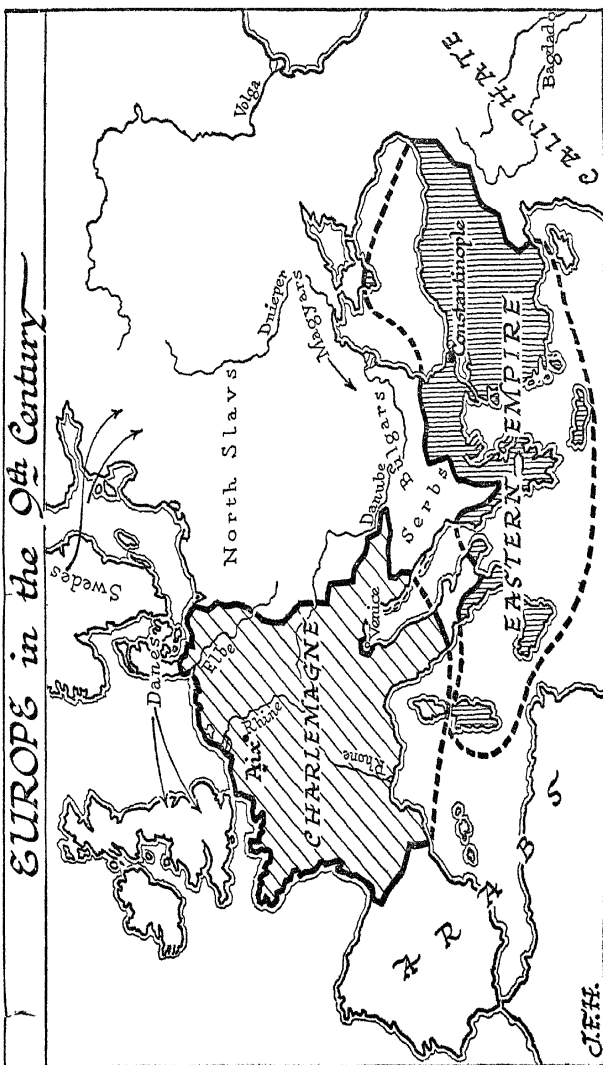 EUROPE in the 9th Century
Swedes
Danes
Volga
North Slavs
Dnieper
Magyars
Elbe
Rhine
Aix
CHARLEMAGNE
Rhone
Venice
Danube
Bulgars
Serbs
Constantinople
EASTERN EMPIRE
CALIPHATE
Bagdad
ARABS
J.F.H.